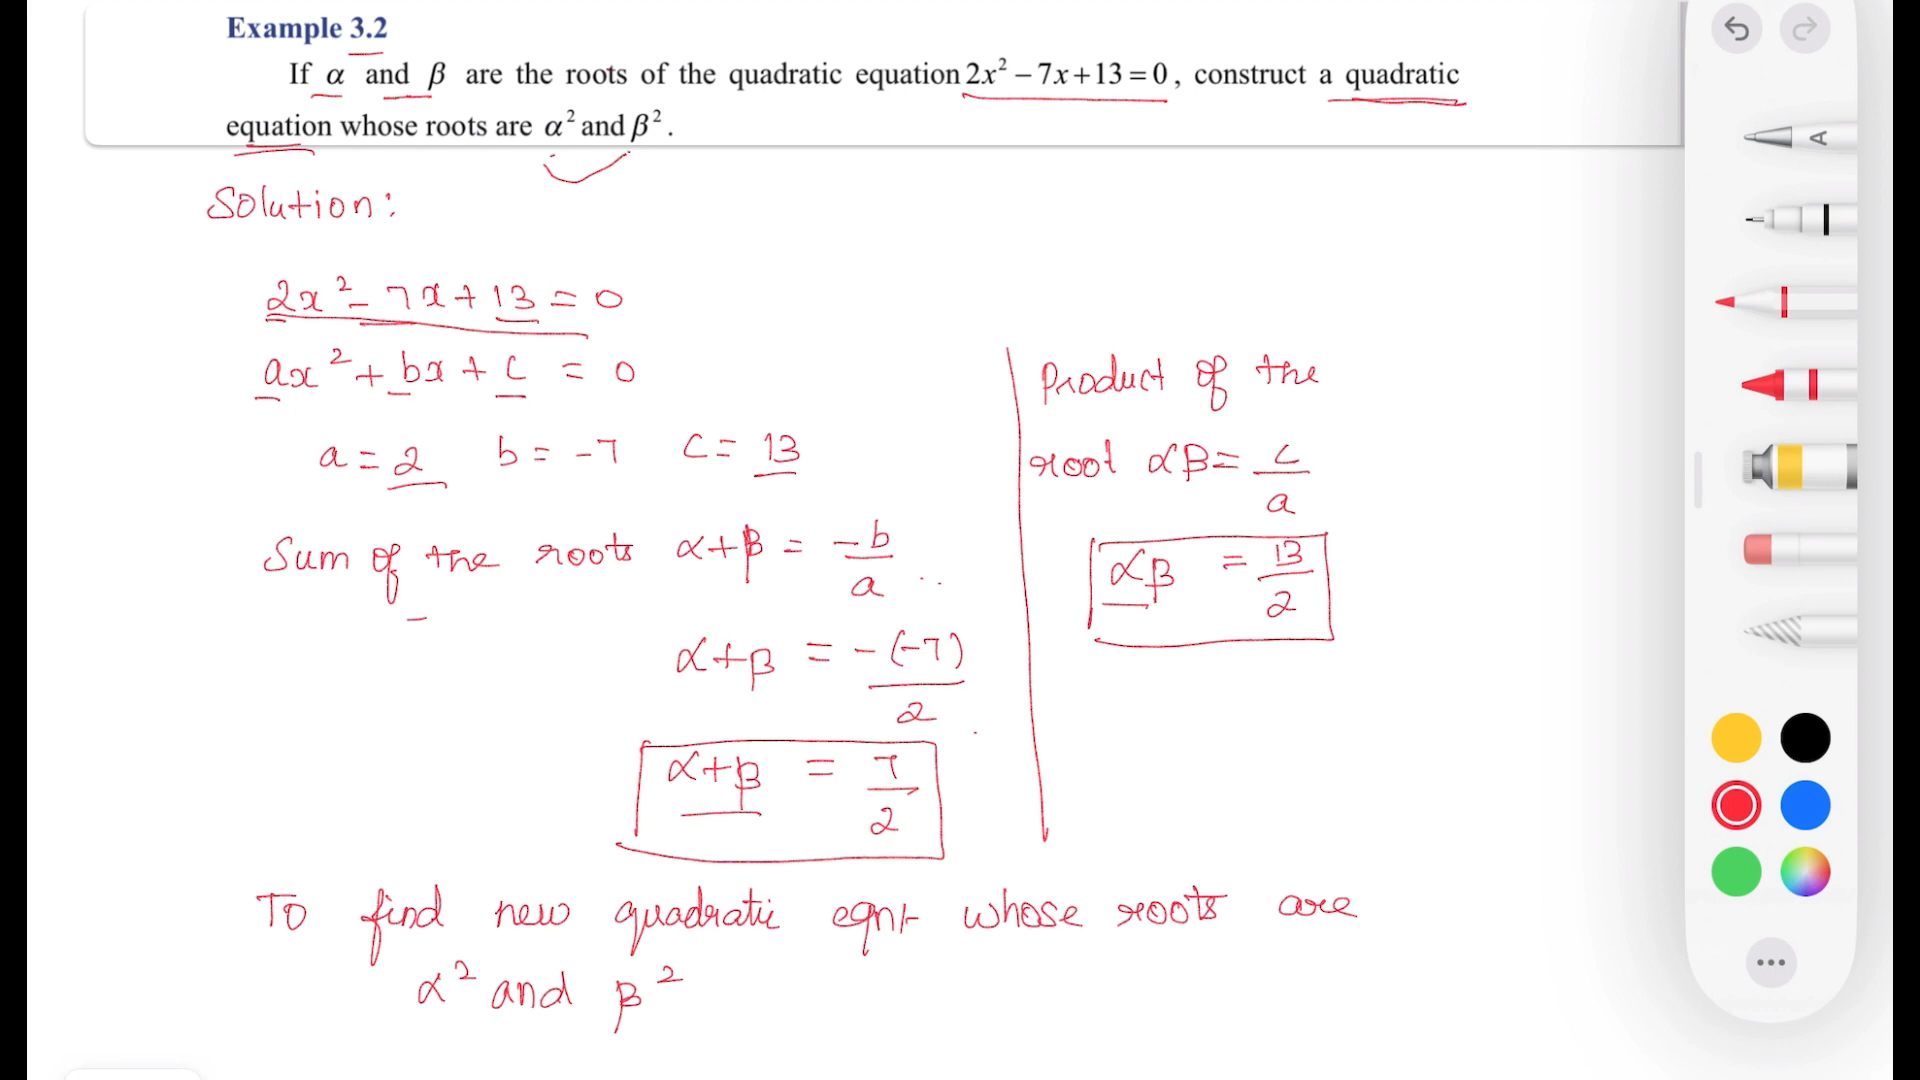 Example 3.2
If α and β are the roots of the quadratic equation 2x² − 7x + 13 = 0, construct a quadratic
equation whose roots are α² and β².
Solution:
2x² − 7x + 13 = 0
ax² + bx + c = 0
a = 2 b = -7 c = 13
Sum of the roots α+β = -b/a
α+β = -(-7)/2
α+β = 7/2
Product of the
root αβ = c/a
αβ = 13/2
To find new quadratic eqnt whose roots are
α² and β²
A